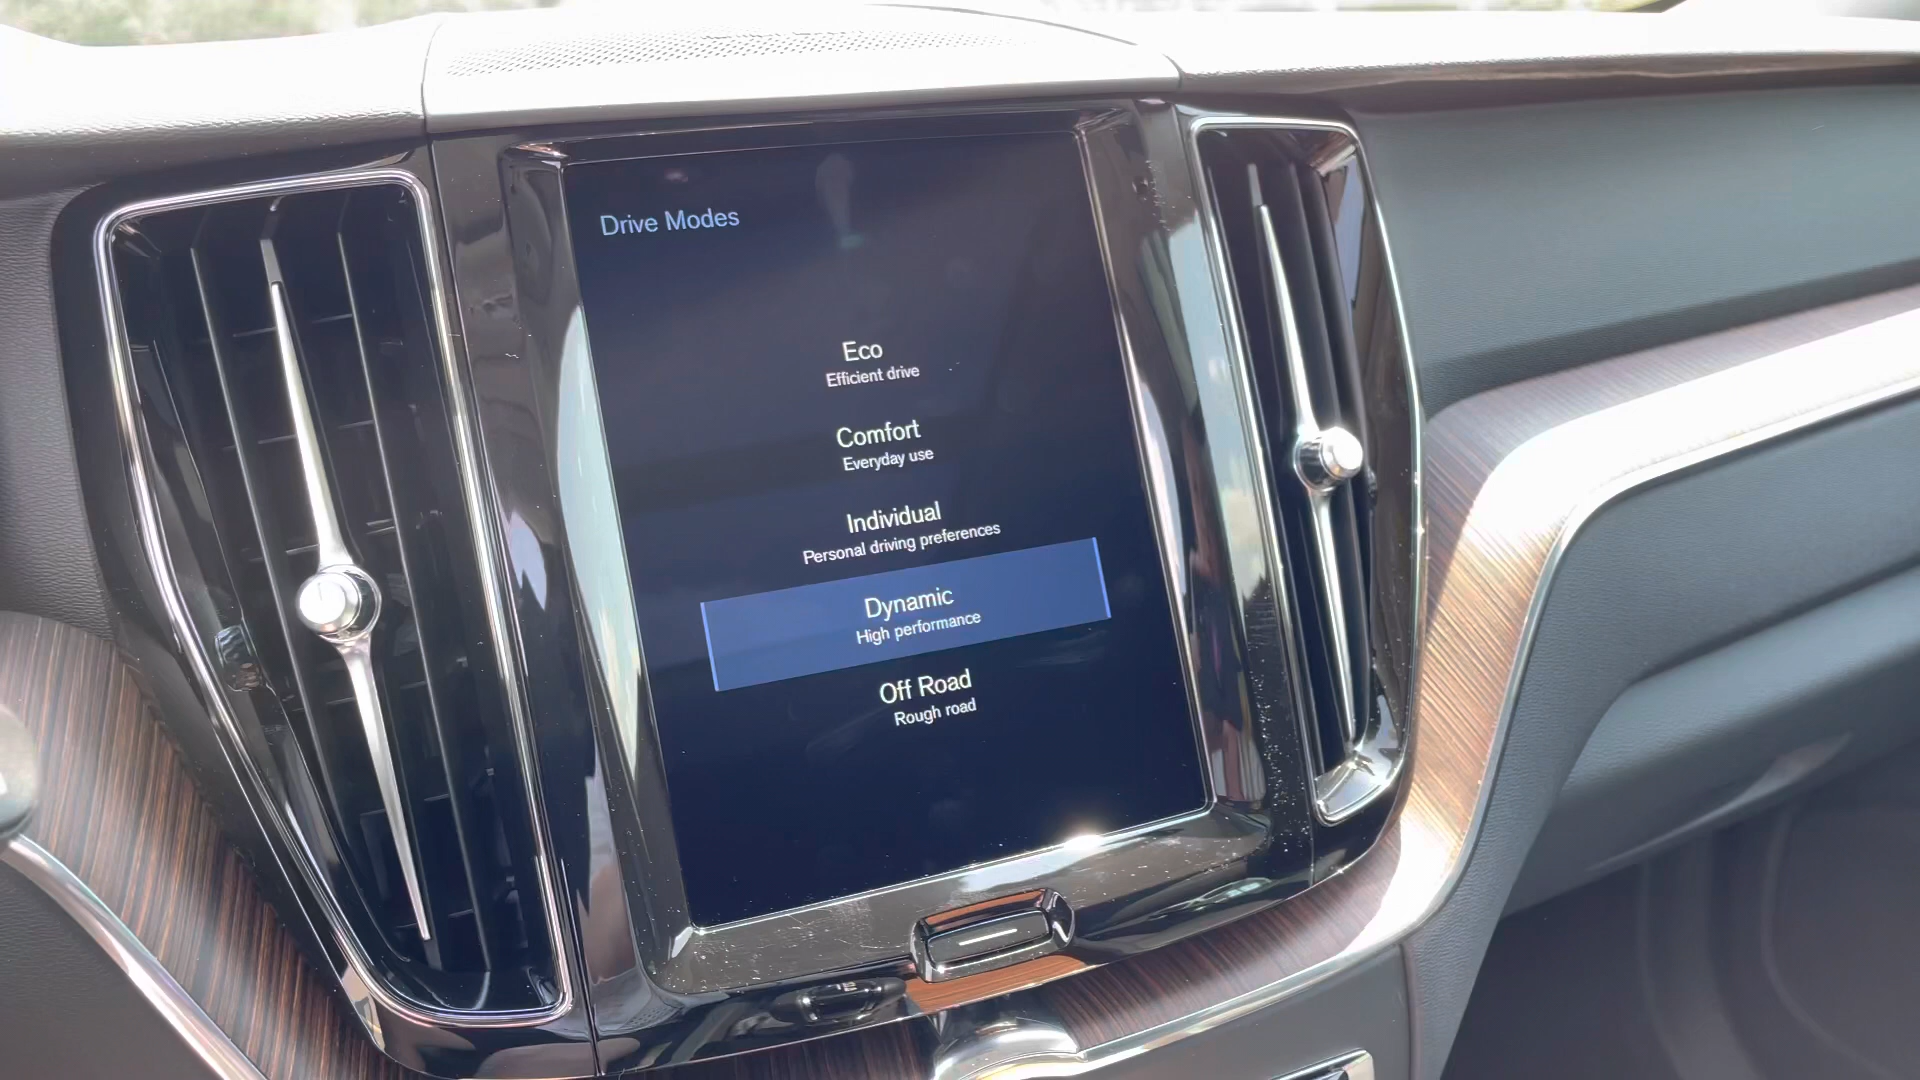 Drive Modes
Eco
Efficient drive
Comfort
Everyday use
Individual
Personal driving preferences
Dynamic
High performance
Off Road
Rough road